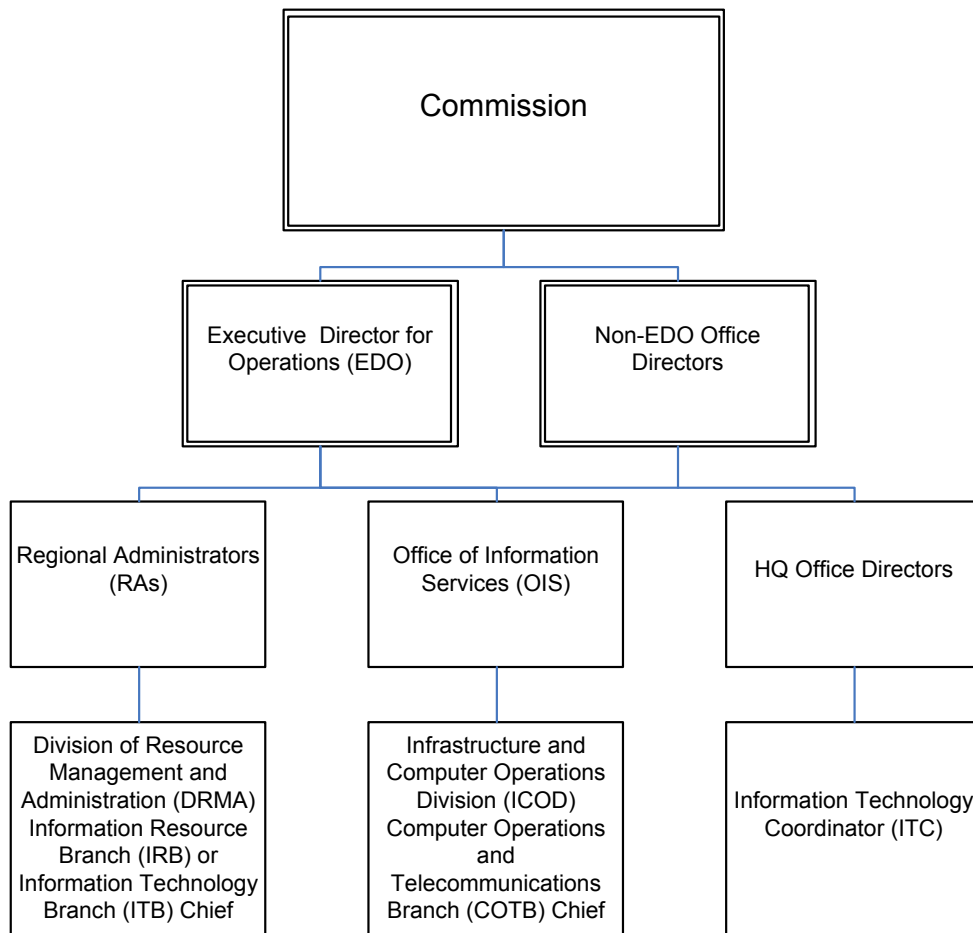 Commission
Executive Director for
Operations (EDO)
Non-EDO Office
Directors
Regional Administrators
(RAs)
Office of Information
Services (OIS)
HQ Office Directors
Division of Resource
Management and
Administration (DRMA)
Information Resource
Branch (IRB) or
Information Technology
Branch (ITB) Chief
Infrastructure and
Computer Operations
Division (ICOD)
Computer Operations
and
Telecommunications
Branch (COTB) Chief
Information Technology
Coordinator (ITC)